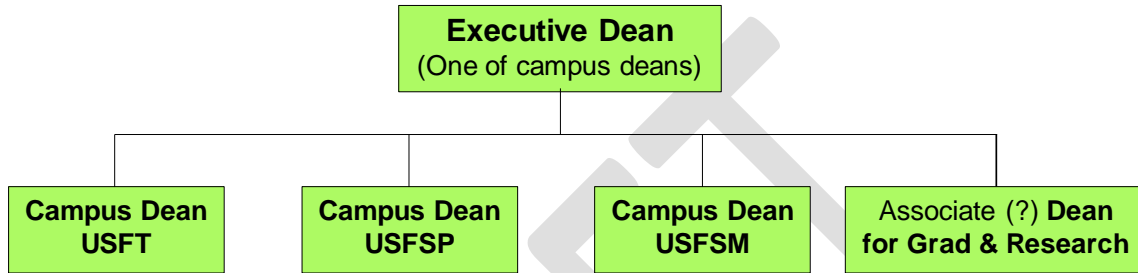 Executive Dean
(One of campus deans)
Campus Dean
USFT
Campus Dean
USFSP
Campus Dean
USFSM
Associate (?) Dean
for Grad & Research